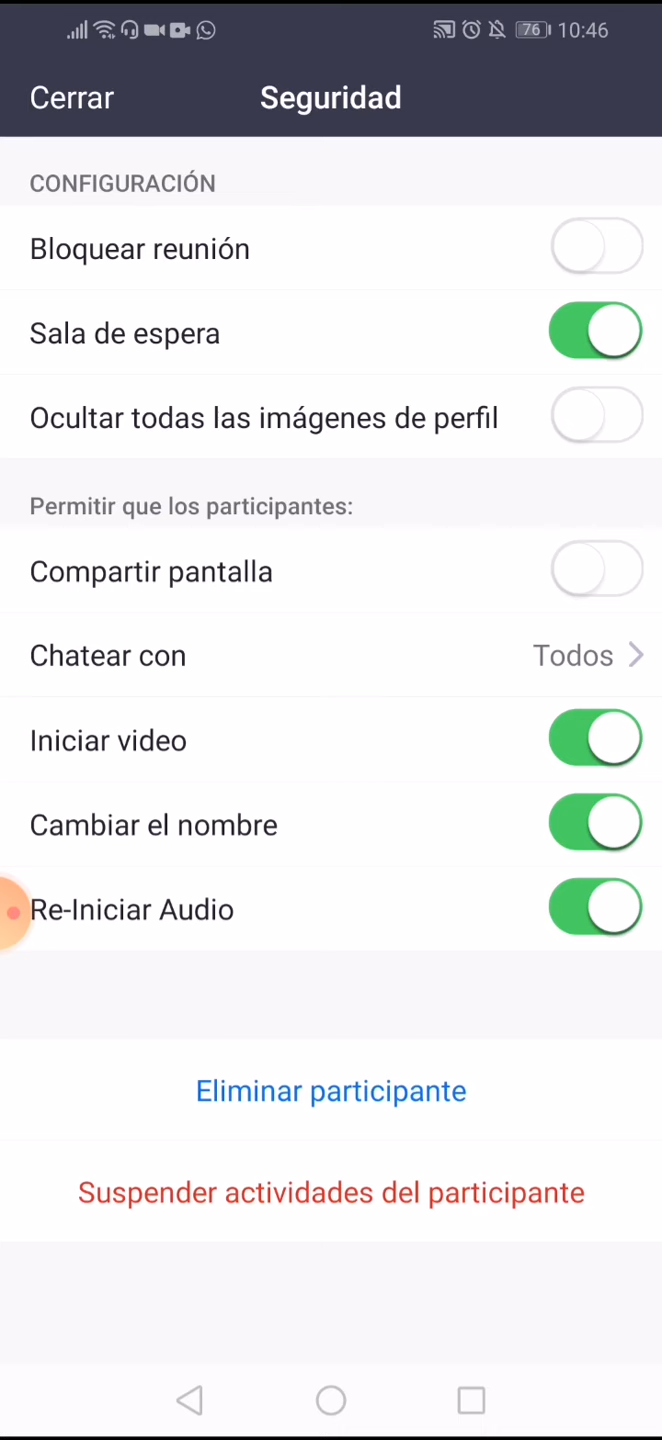 76 10:46
Cerrar
Seguridad
CONFIGURACIÓN
Bloquear reunión
Sala de espera
Ocultar todas las imágenes de perfil
Permitir que los participantes:
Compartir pantalla
Chatear con
Todos
Iniciar video
Cambiar el nombre
Re-Iniciar Audio
Eliminar participante
Suspender actividades del participante